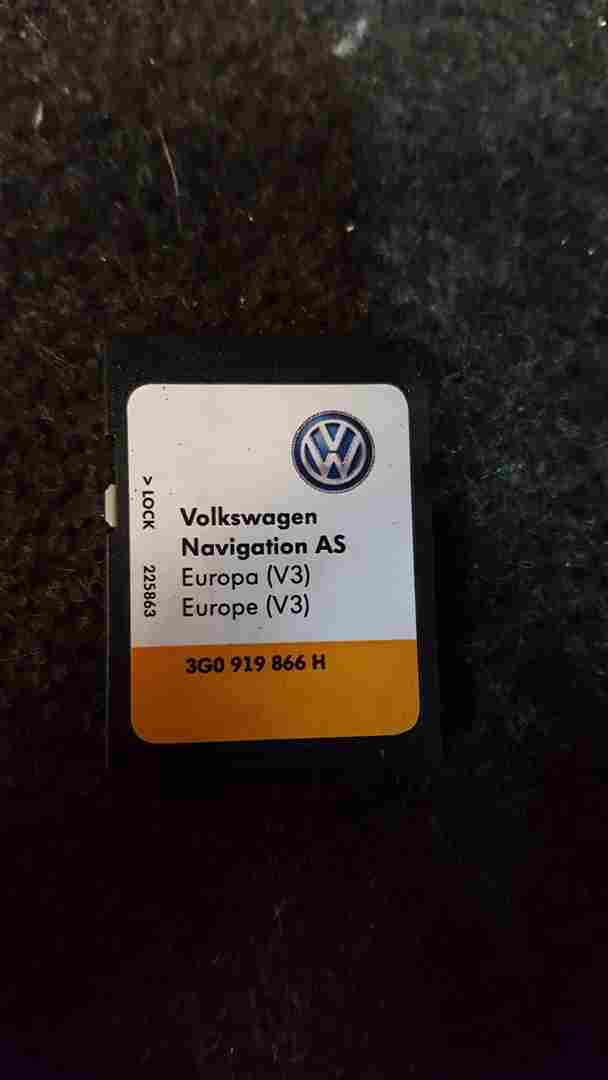 Volkswagen
Navigation AS
Europa (V3)
Europe (V3)
3G0 919 866 H
> LOCK 225863